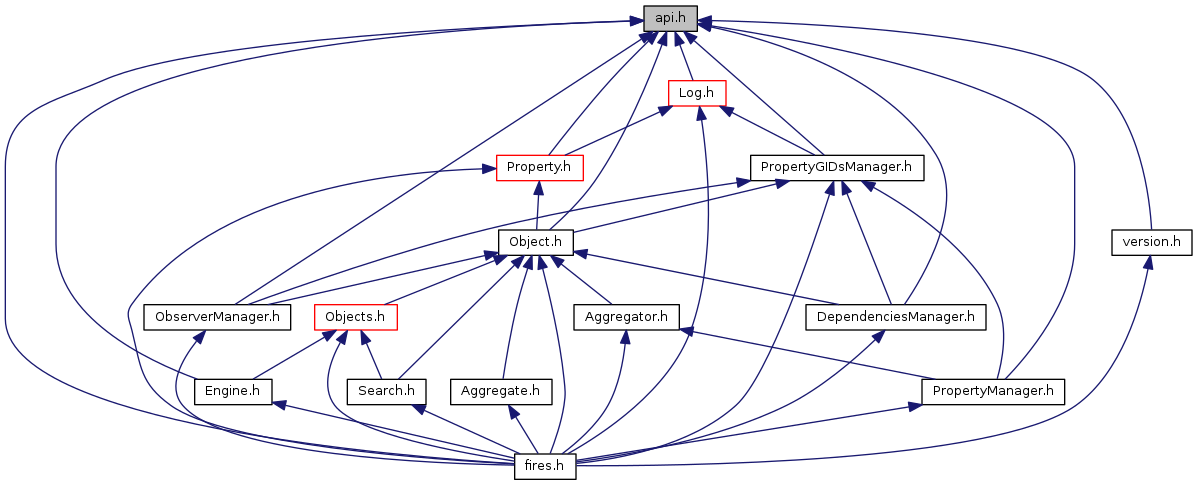 api.h
Log.h
Property.h
PropertyGIDsManager.h
Object.h
version.h
ObserverManager.h
Objects.h
Aggregator.h
DependenciesManager.h
Engine.h
Search.h
Aggregate.h
PropertyManager.h
fires.h